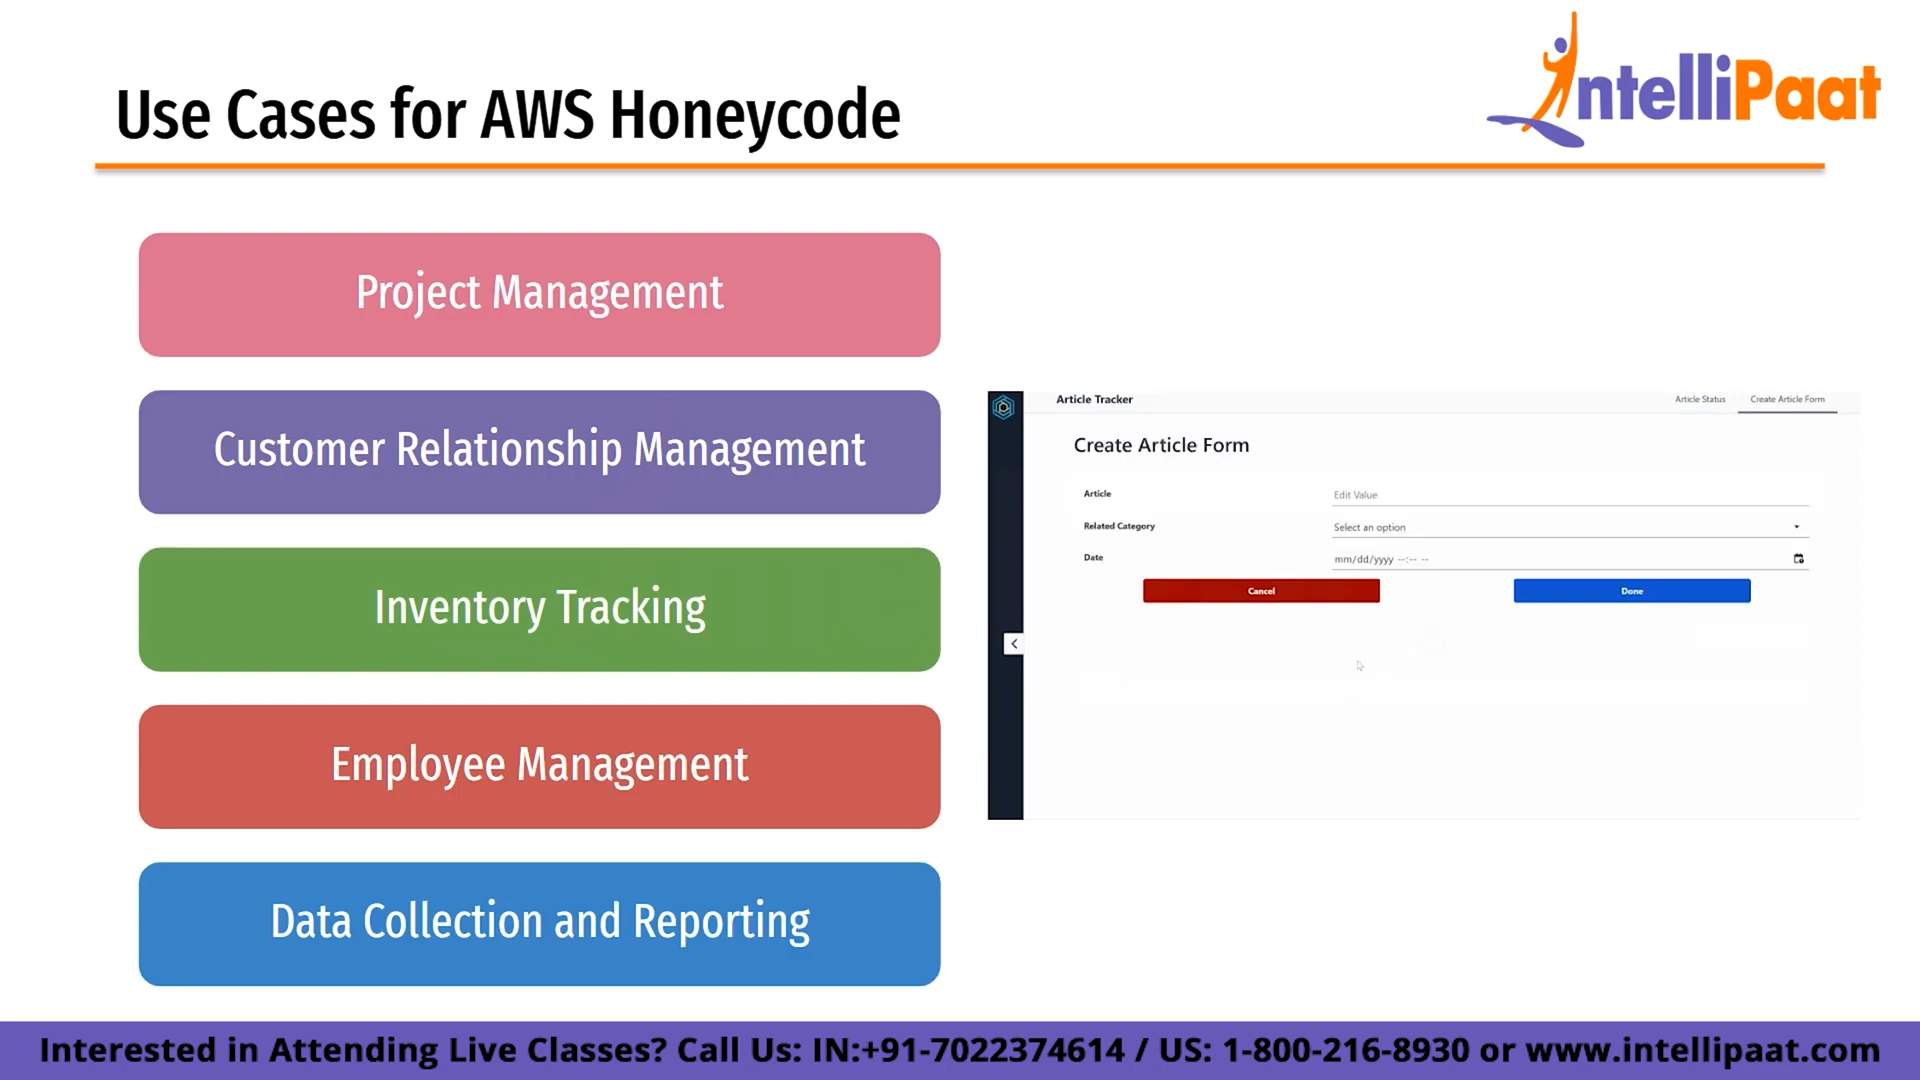 Use Cases for AWS Honeycode
IntelliPaat
Project Management
Customer Relationship Management
Inventory Tracking
Employee Management
Data Collection and Reporting
Article Tracker
Article Status
Create Article Form
Create Article Form
Article
Edit Value
Related Category
Select an option
Date
mm/dd/yyyy --:-- --
Cancel
Done
Interested in Attending Live Classes? Call Us: IN:+91-7022374614 / US: 1-800-216-8930 or www.intellipaat.com